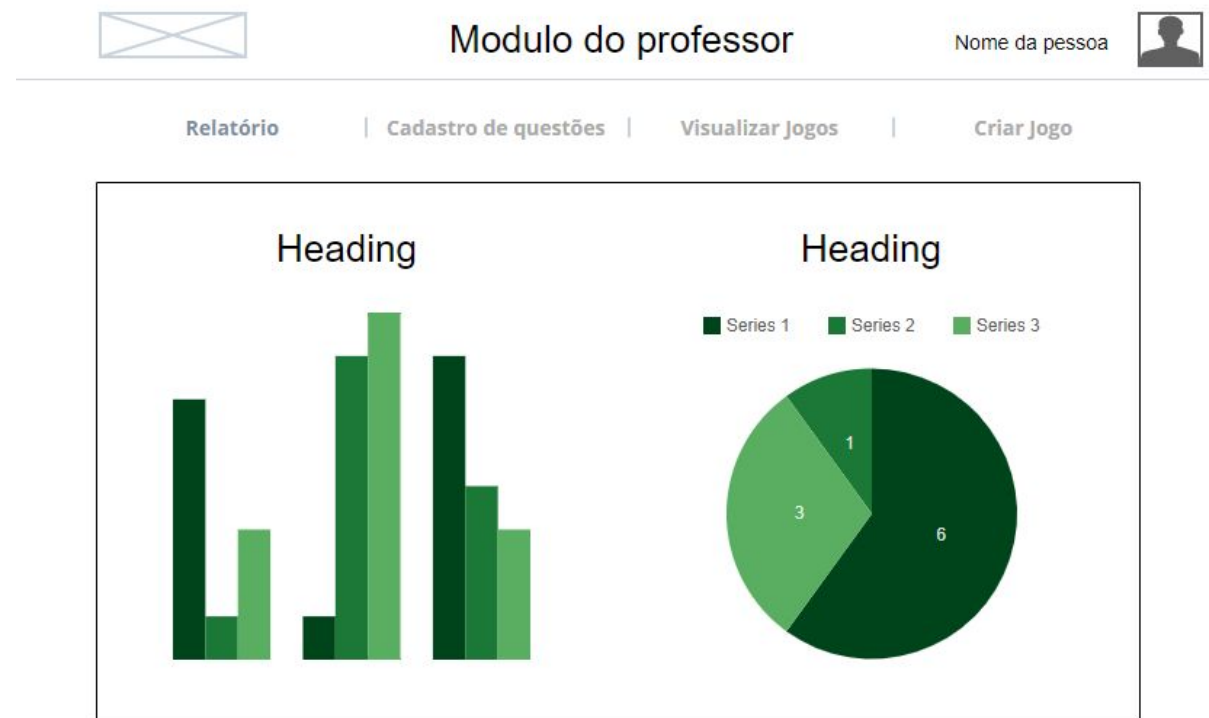 Modulo do professor
Nome da pessoa
Relatório | Cadastro de questões | Visualizar Jogos | Criar Jogo
Heading
Heading
Series 1 Series 2 Series 3
1
3
6